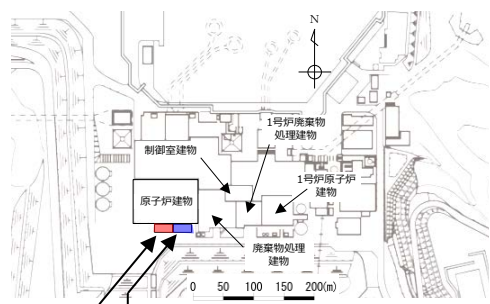 N
1号炉廃棄物
処理建物
制御室建物
1号炉原子炉
建物
原子炉建物
廃棄物処理
建物
0 50 100 150 200(m)